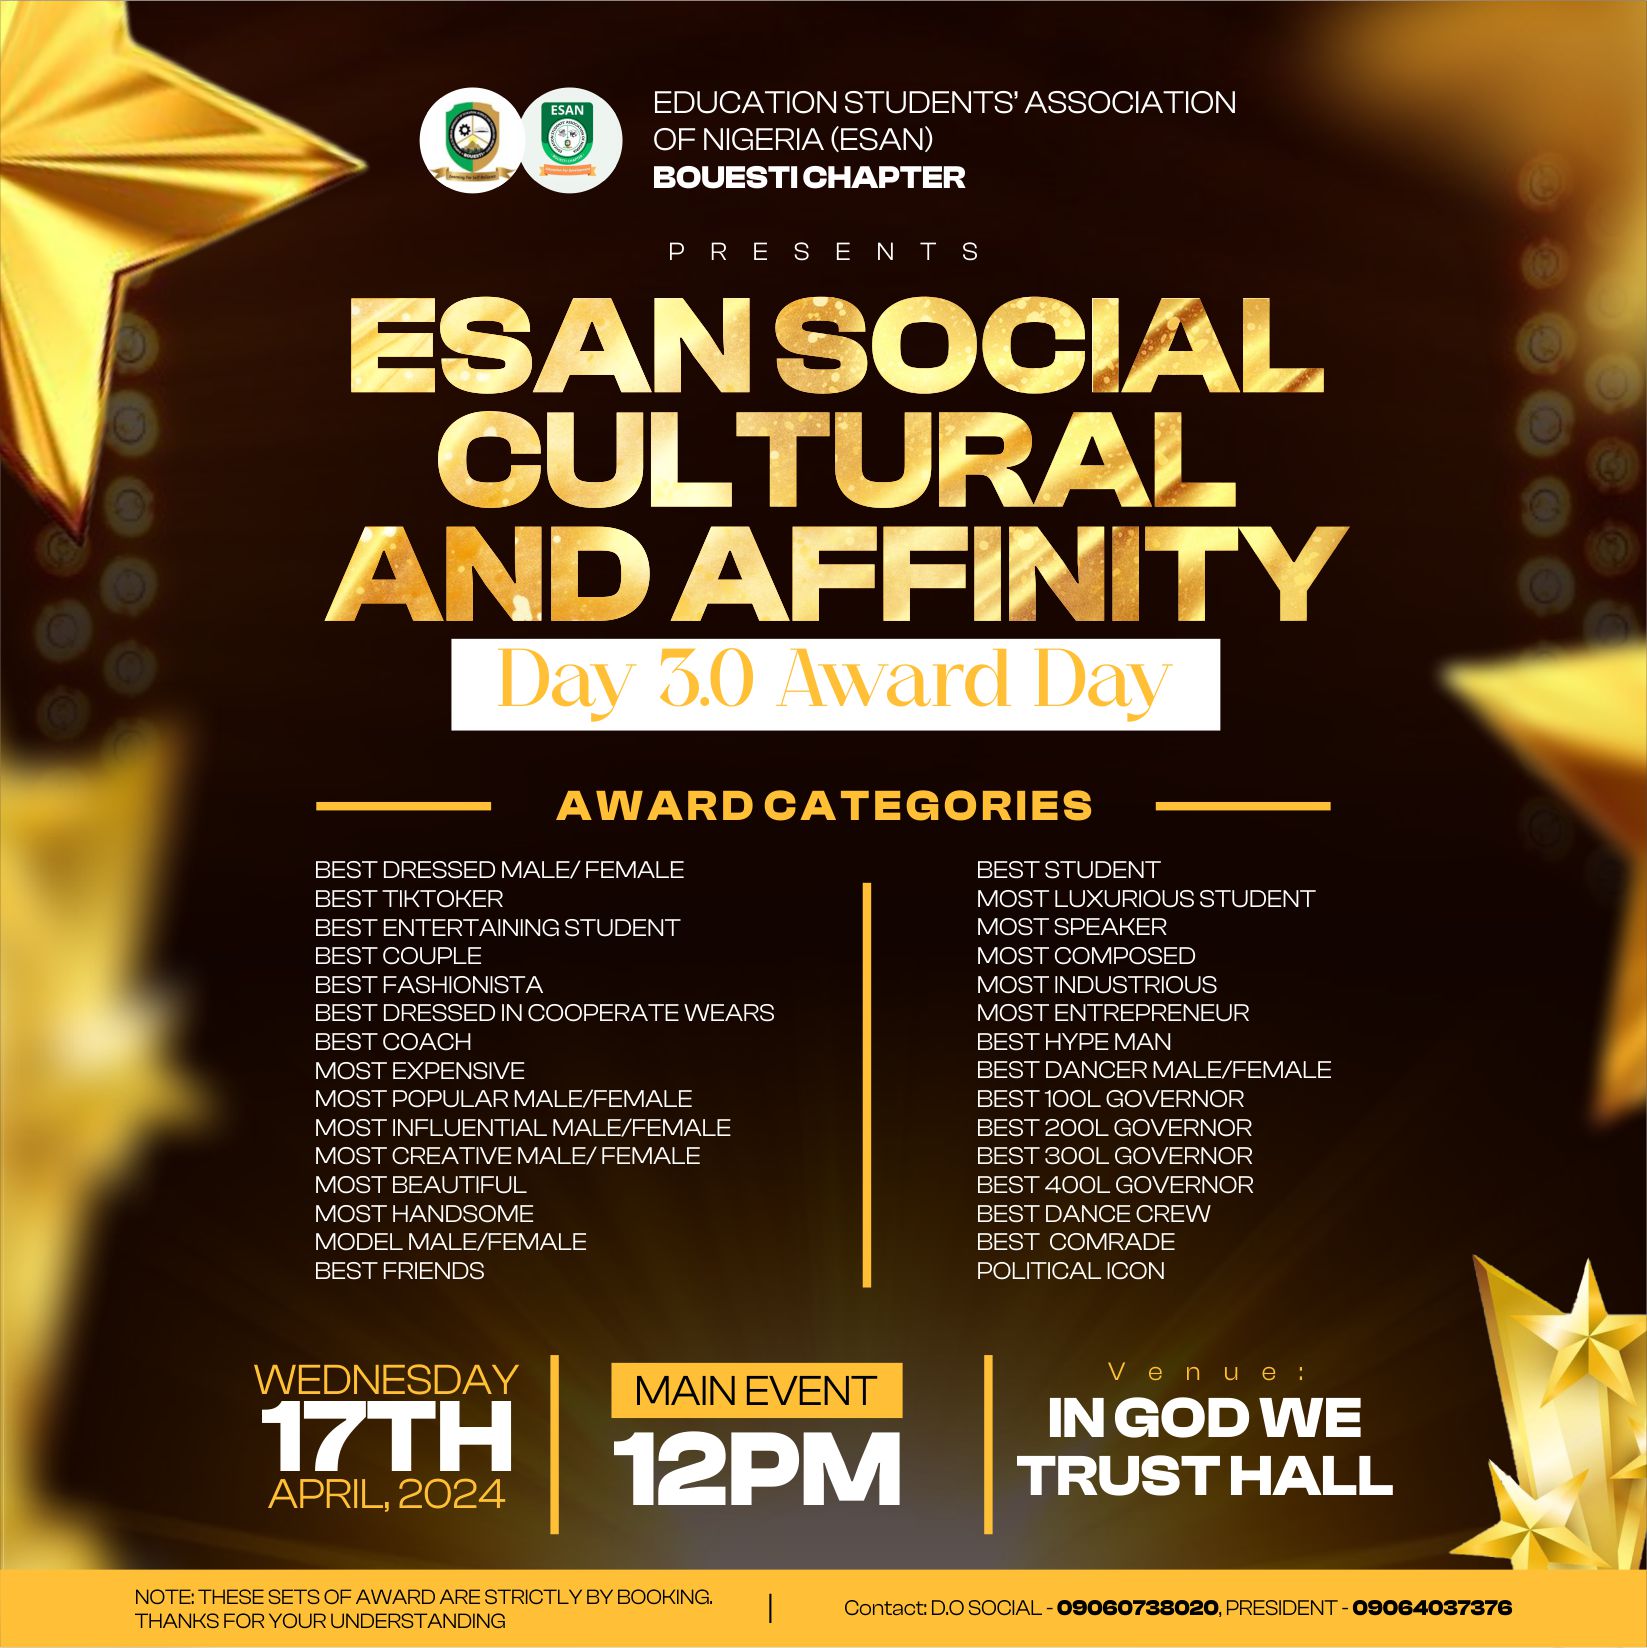 EDUCATION STUDENTS' ASSOCIATION
OF NIGERIA (ESAN)
BOUESTI CHAPTER
ESAN
BOUESTI
PRESENTS
ESAN SOCIAL
CULTURAL
AND AFFINITY
Day 3.0 Award Day
AWARD CATEGORIES
BEST DRESSED MALE/ FEMALE
BEST TIKTOKER
BEST ENTERTAINING STUDENT
BEST COUPLE
BEST FASHIONISTA
BEST DRESSED IN COOPERATE WEARS
BEST COACH
MOST EXPENSIVE
MOST POPULAR MALE/FEMALE
MOST INFLUENTIAL MALE/FEMALE
MOST CREATIVE MALE/ FEMALE
MOST BEAUTIFUL
MOST HANDSOME
MODEL MALE/FEMALE
BEST FRIENDS
BEST STUDENT
MOST LUXURIOUS STUDENT
MOST SPEAKER
MOST COMPOSED
MOST INDUSTRIOUS
MOST ENTREPRENEUR
BEST HYPE MAN
BEST DANCER MALE/FEMALE
BEST 100L GOVERNOR
BEST 200L GOVERNOR
BEST 300L GOVERNOR
BEST 400L GOVERNOR
BEST DANCE CREW
BEST COMRADE
POLITICAL ICON
WEDNESDAY
17TH
APRIL, 2024
MAIN EVENT
12PM
Venue:
IN GOD WE
TRUST HALL
NOTE: THESE SETS OF AWARD ARE STRICTLY BY BOOKING.
THANKS FOR YOUR UNDERSTANDING
Contact: D.O SOCIAL - 09060738020, PRESIDENT - 09064037376